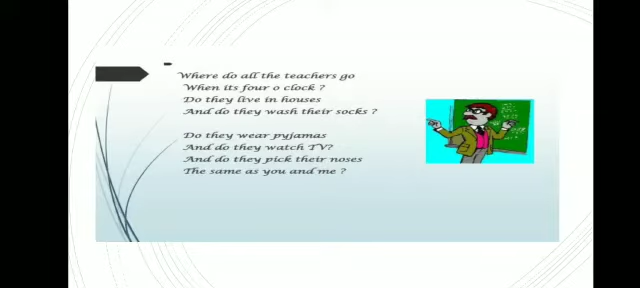 Where do all the teachers go
When its four o clock ?
Do they live in houses
And do they wash their socks ?
Do they wear pyjamas
And do they watch TV?
And do they pick their noses
The same as you and me ?